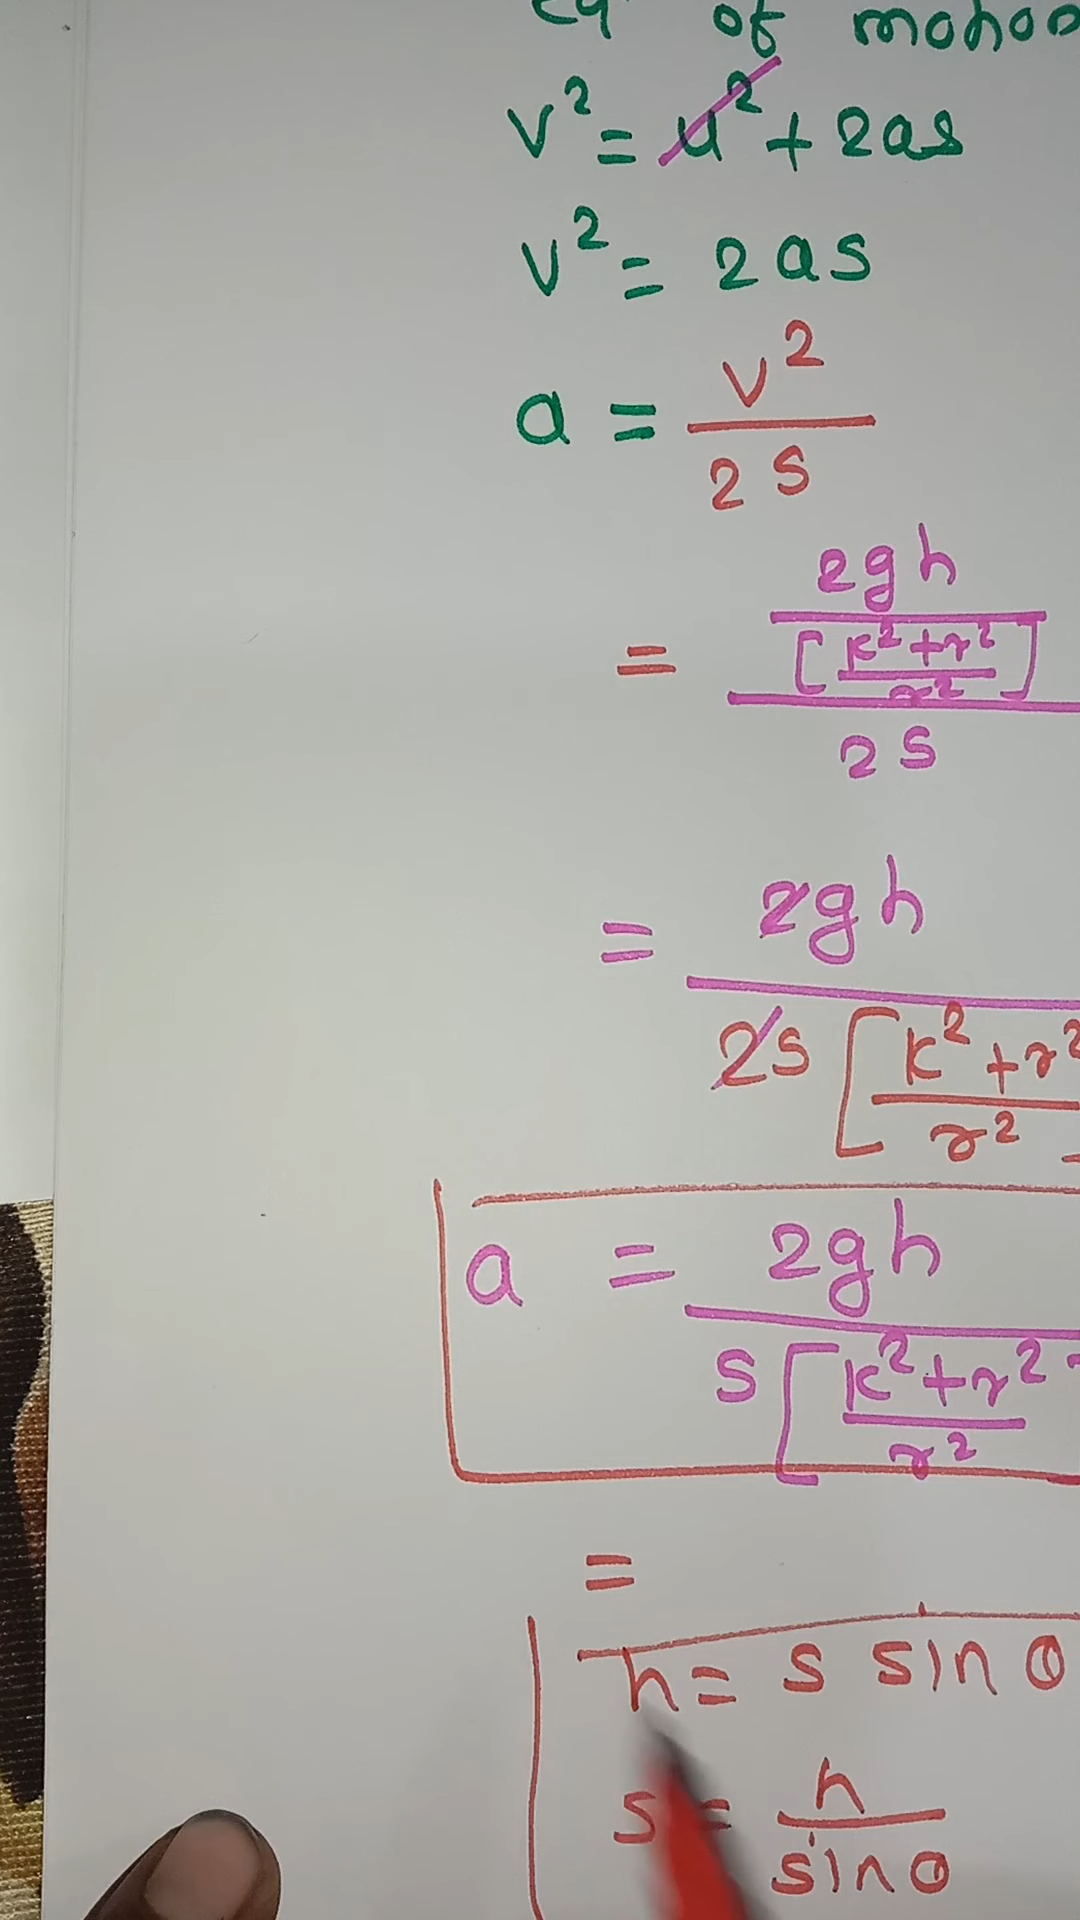 of
v² = u² + 2as
v² = 2as
a = v² / 2s
= 2gh / [k²+r² / r²] / 2s
= 2gh / 2s [k²+r² / r²
a = 2gh / s [k²+r² / r²
=
h = s sin θ
s = h / sin θ